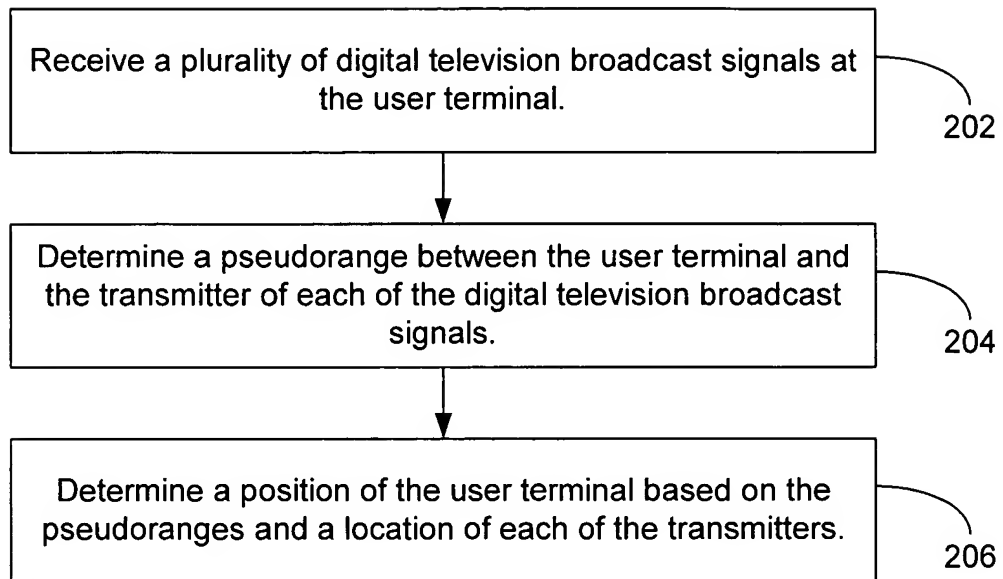 Receive a plurality of digital television broadcast signals at
the user terminal.
202
Determine a pseudorange between the user terminal and
the transmitter of each of the digital television broadcast
signals.
204
Determine a position of the user terminal based on the
pseudoranges and a location of each of the transmitters.
206